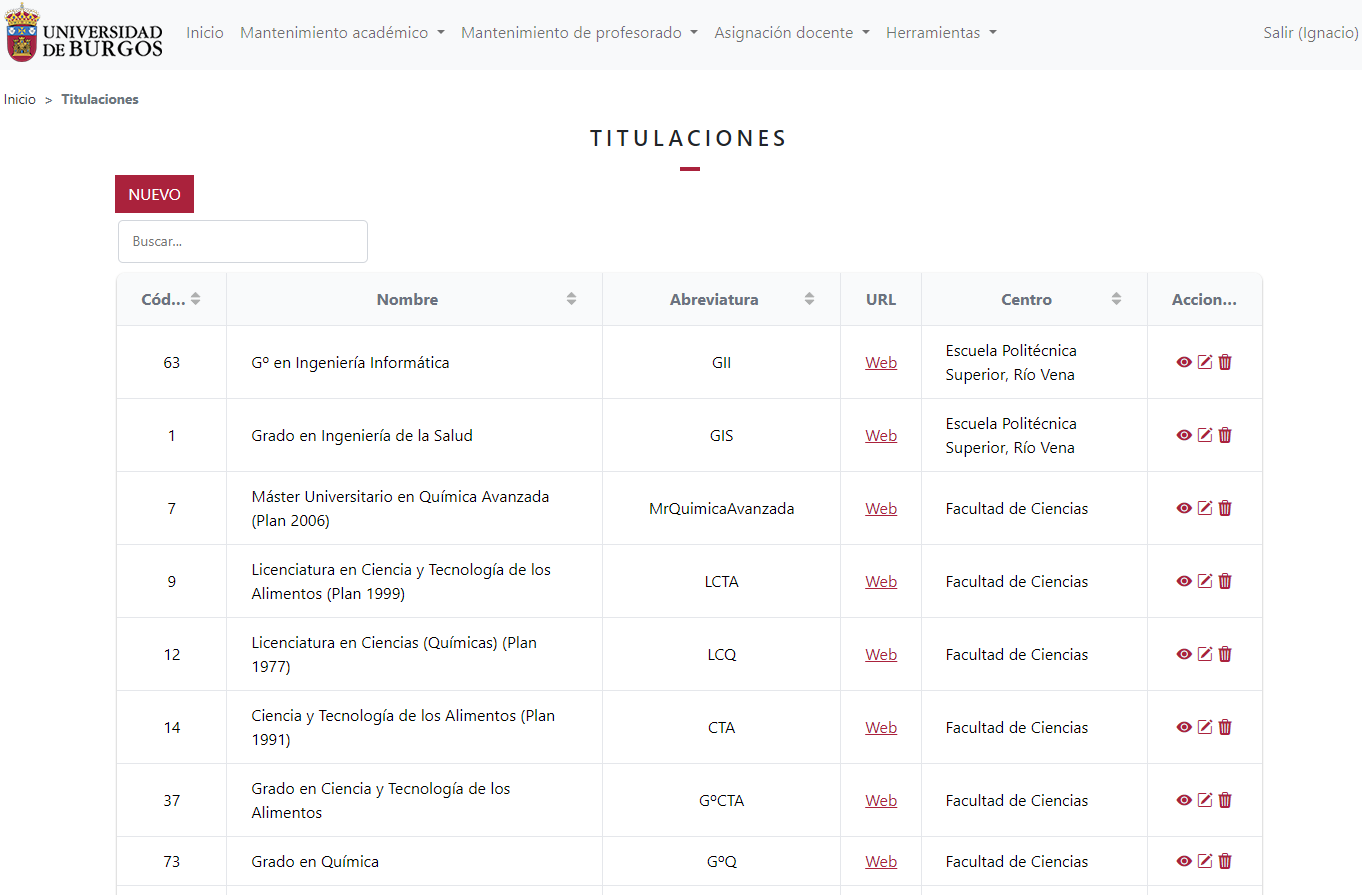 UNIVERSIDAD
DE BURGOS
Inicio Mantenimiento académico Mantenimiento de profesorado Asignación docente Herramientas Salir (Ignacio)
Inicio > Titulaciones
TITULACIONES
NUEVO
Buscar...
Cód... Nombre Abreviatura URL Centro Accion...
63 Gº en Ingeniería Informática GII Web Escuela Politécnica
Superior, Río Vena
1 Grado en Ingeniería de la Salud GIS Web Escuela Politécnica
Superior, Río Vena
7 Máster Universitario en Química Avanzada
(Plan 2006) MrQuimicaAvanzada Web Facultad de Ciencias
9 Licenciatura en Ciencia y Tecnología de los
Alimentos (Plan 1999) LCTA Web Facultad de Ciencias
12 Licenciatura en Ciencias (Químicas) (Plan
1977) LCQ Web Facultad de Ciencias
14 Ciencia y Tecnología de los Alimentos (Plan
1991) CTA Web Facultad de Ciencias
37 Grado en Ciencia y Tecnología de los
Alimentos GºCTA Web Facultad de Ciencias
73 Grado en Química GºQ Web Facultad de Ciencias